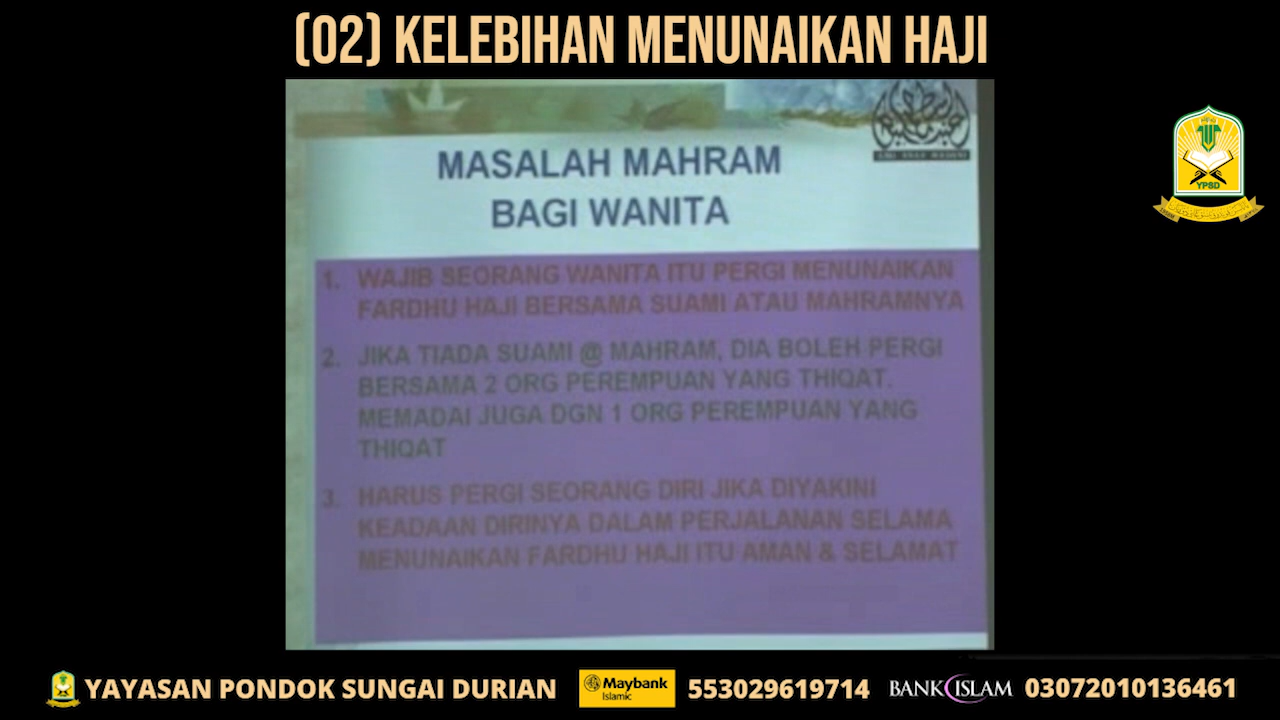 (02) KELEBIHAN MENUNAIKAN HAJI
MASALAH MAHRAM
BAGI WANITA
1. WAJIB SEORANG WANITA ITU PERGI MENUNAIKAN
FARDHU HAJI BERSAMA SUAMI ATAU MAHRAMNYA
2. JIKA TIADA SUAMI @ MAHRAM, DIA BOLEH PERGI
BERSAMA 2 ORG PEREMPUAN YANG THIQAT.
MEMADAI JUGA DGN 1 ORG PEREMPUAN YANG
THIQAT
3. HARUS PERGI SEORANG DIRI JIKA DIYAKINI
KEADAAN DIRINYA DALAM PERJALANAN SELAMA
MENUNAIKAN FARDHU HAJI ITU AMAN & SELAMAT
YPSD
YAYASAN PONDOK SUNGAI DURIAN
Maybank
Islamic
553029619714
BANK ISLAM
03072010136461